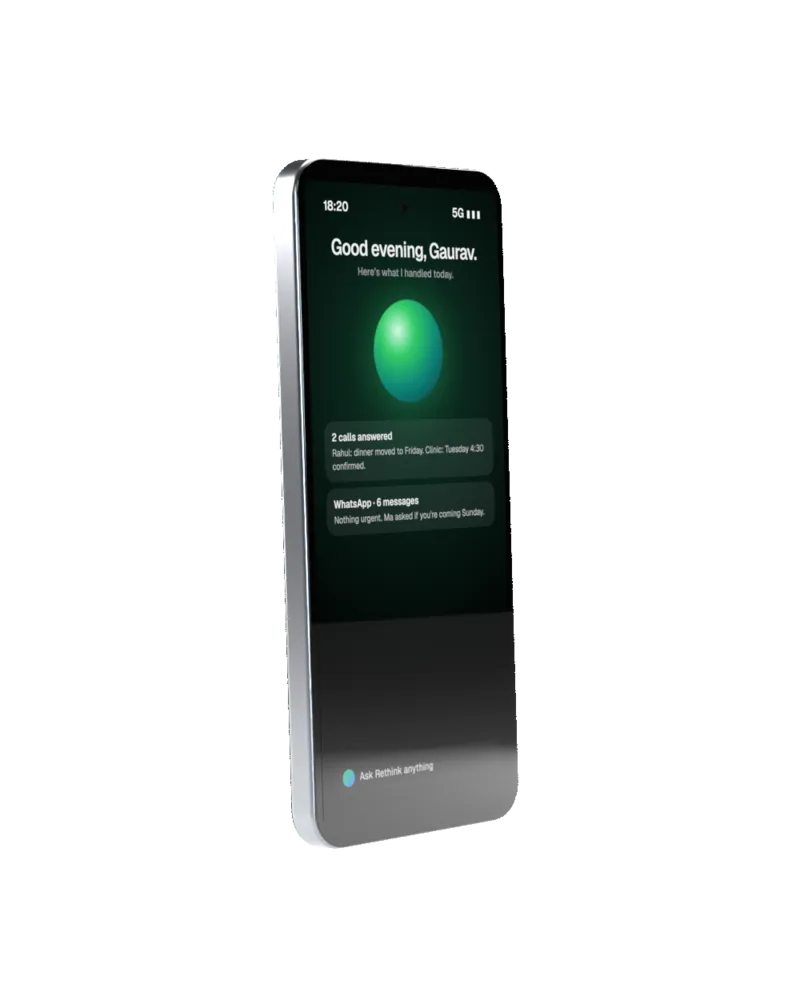 18:20
5G
Good evening, Gaurav.
Here's what I handled today.
2 calls answered
Rahul: dinner moved to Friday. Clinic: Tuesday 4:30
confirmed.
WhatsApp · 6 messages
Nothing urgent. Ma asked if you're coming Sunday.
Ask Rethink anything